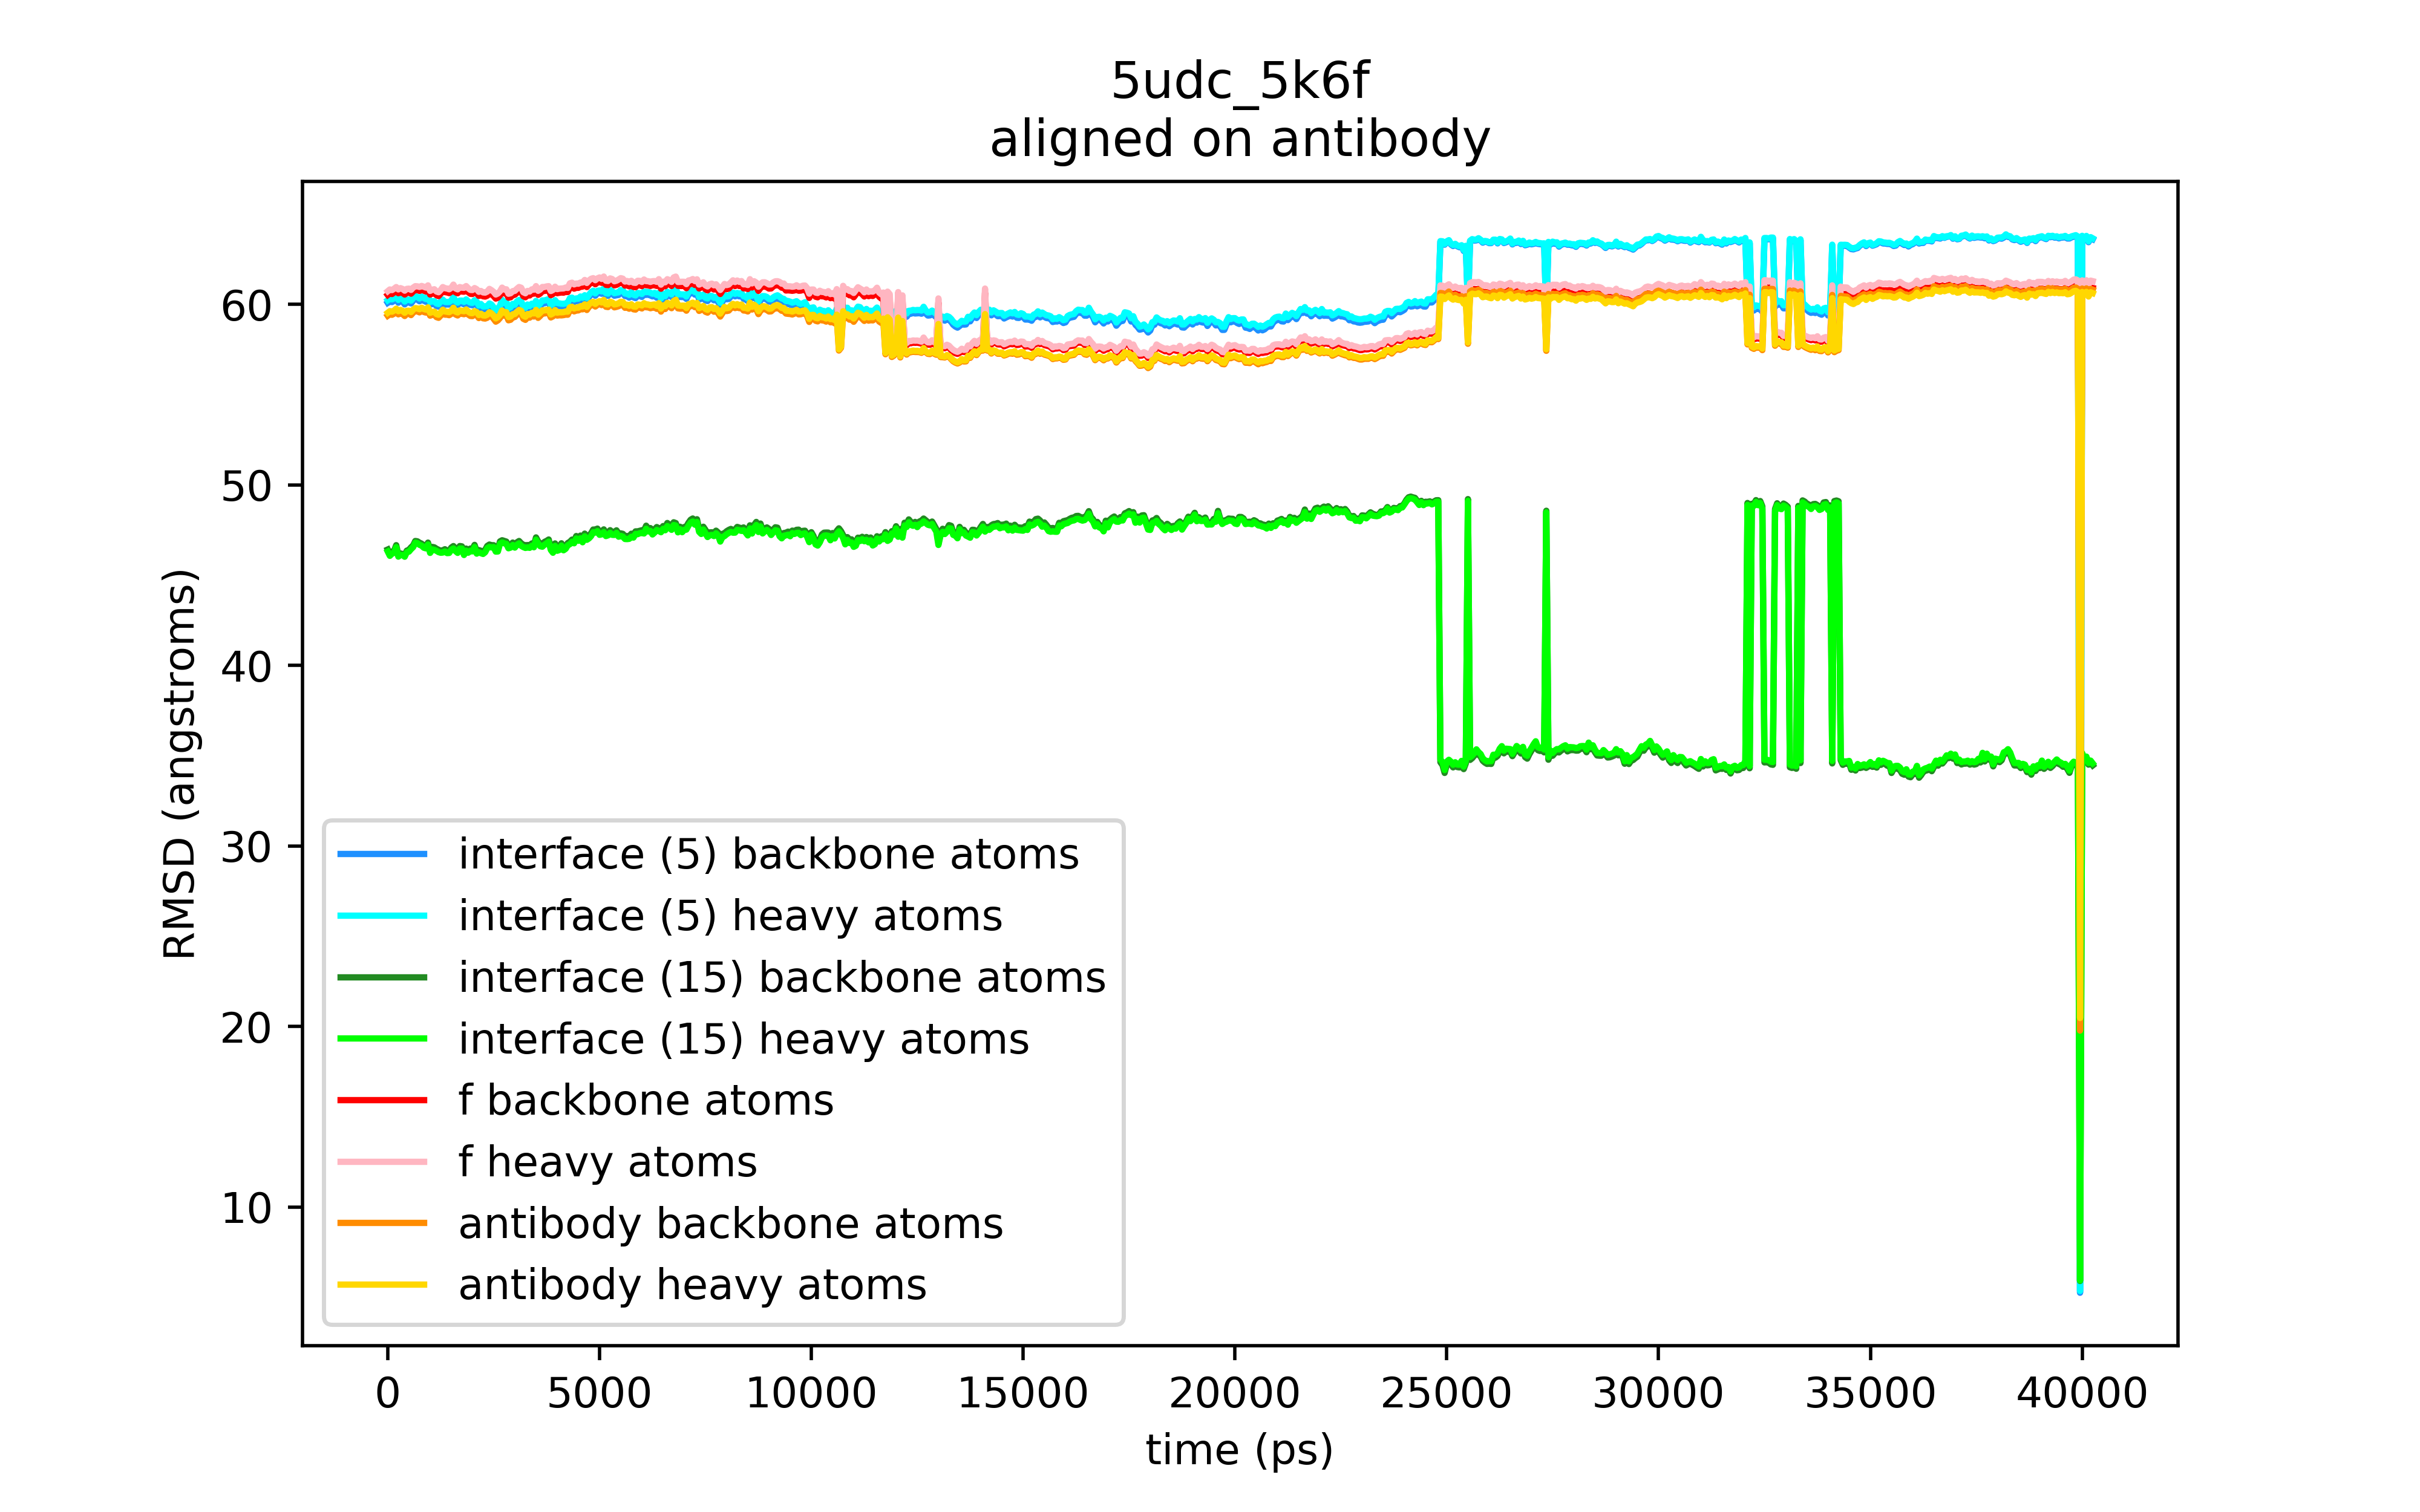 5udc_5k6f
aligned on antibody
RMSD (angstroms)
60
50
40
30
20
10
interface (5) backbone atoms
interface (5) heavy atoms
interface (15) backbone atoms
interface (15) heavy atoms
f backbone atoms
f heavy atoms
antibody backbone atoms
antibody heavy atoms
0 5000 10000 15000 20000 25000 30000 35000 40000
time (ps)